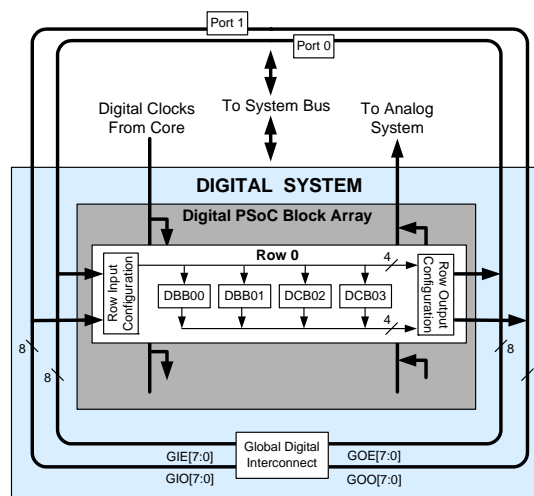 Port 1
Port 0
Digital Clocks
From Core
To System Bus
To Analog
System
DIGITAL SYSTEM
Digital PSoC Block Array
Row 0
4
Row Input
Configuration
DBB00
DBB01
DCB02
DCB03
4
Row Output
Configuration
8
8
8
8
GIE[7:0]
GIO[7:0]
Global Digital
Interconnect
GOE[7:0]
GOO[7:0]